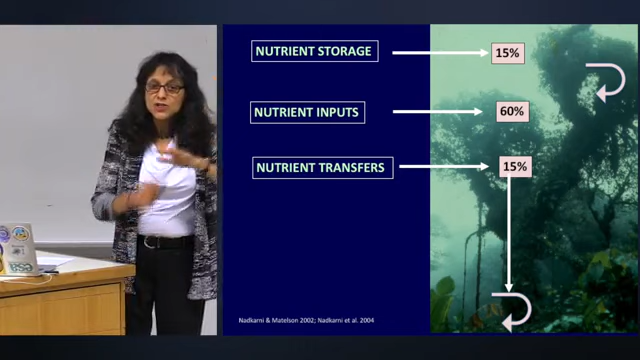 NUTRIENT STORAGE 15%
NUTRIENT INPUTS 60%
NUTRIENT TRANSFERS 15%
Nadkarni & Matelson 2002; Nadkarni et al. 2004